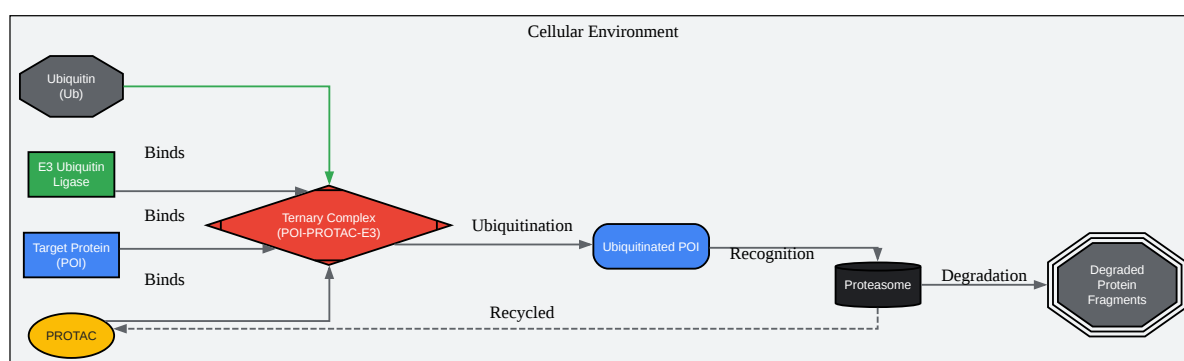 Cellular Environment
Ubiquitin
(Ub)
Binds
E3 Ubiquitin
Ligase
Binds
Target Protein
(POI)
Binds
PROTAC
Ternary Complex
(POI-PROTAC-E3)
Ubiquitination
Ubiquitinated POI
Recognition
Proteasome
Degradation
Degraded
Protein
Fragments
Recycled